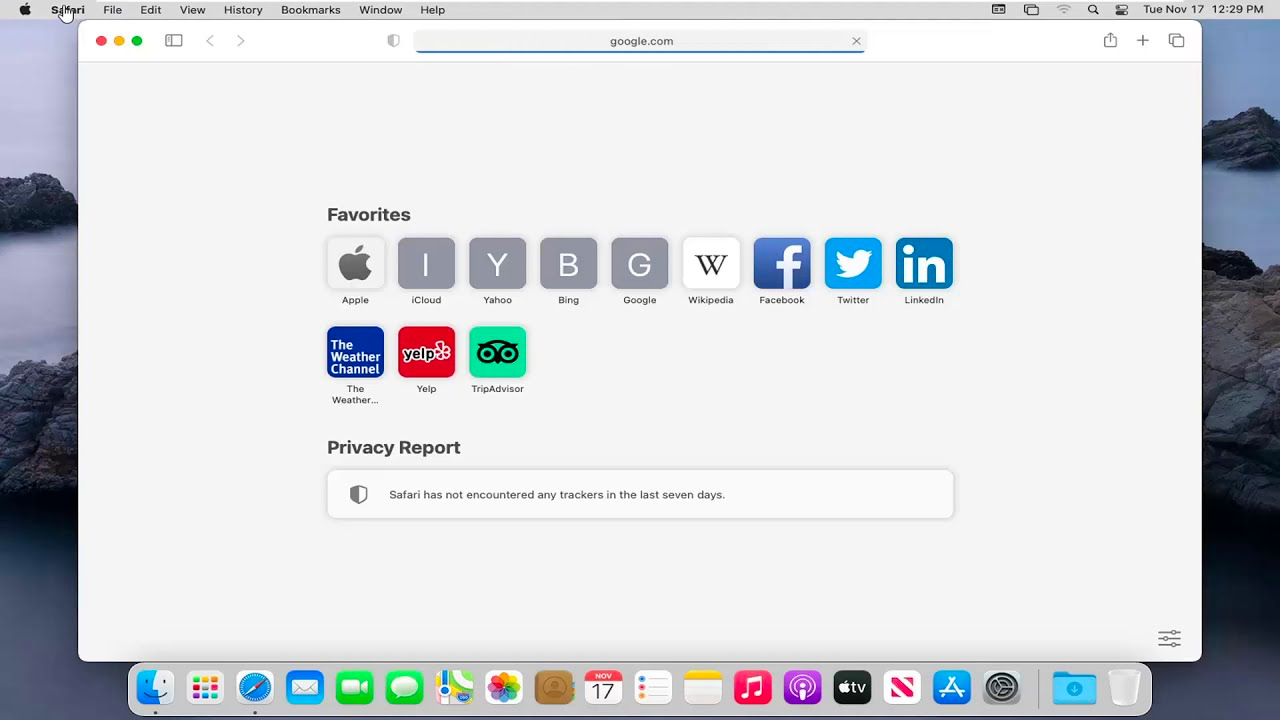 Safari File Edit View History Bookmarks Window Help Tue Nov 17 12:29 PM
google.com
Favorites
I Y B G W f in
Apple iCloud Yahoo Bing Google Wikipedia Facebook Twitter LinkedIn
The
Weather
Channel
yelp
The
Weather...
Yelp TripAdvisor
Privacy Report
Safari has not encountered any trackers in the last seven days.
NOV
17
tv